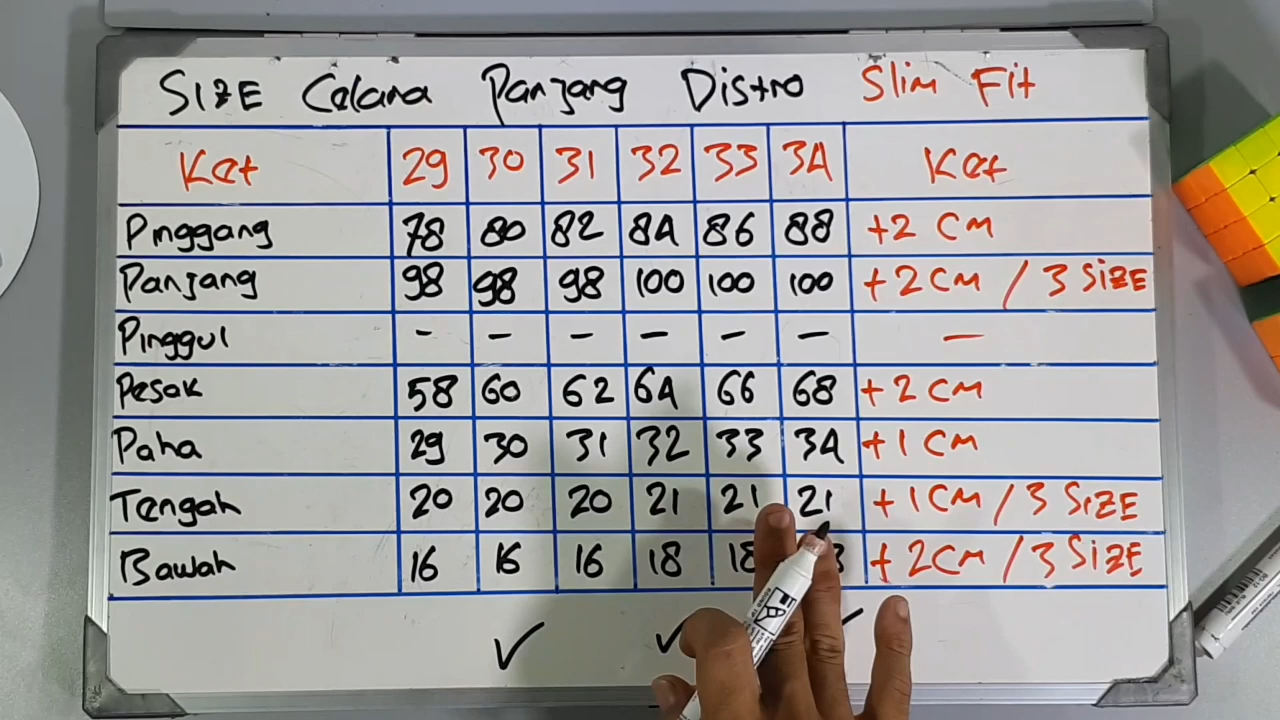 SIZE Celana Panjang Distro Slim Fit
Ket 29 30 31 32 33 34 Ket
Pnggang 78 80 82 84 86 88 +2 CM
Panjang 98 98 98 100 100 100 +2 CM / 3 SIZE
Pinggul - - - - - - -
Pesak 58 60 62 64 66 68 +2 CM
Paha 29 30 31 32 33 34 +1 CM
Tengah 20 20 20 21 21 21 +1 CM / 3 SIZE
Bawah 16 16 16 18 18 +2 CM / 3 SIZE